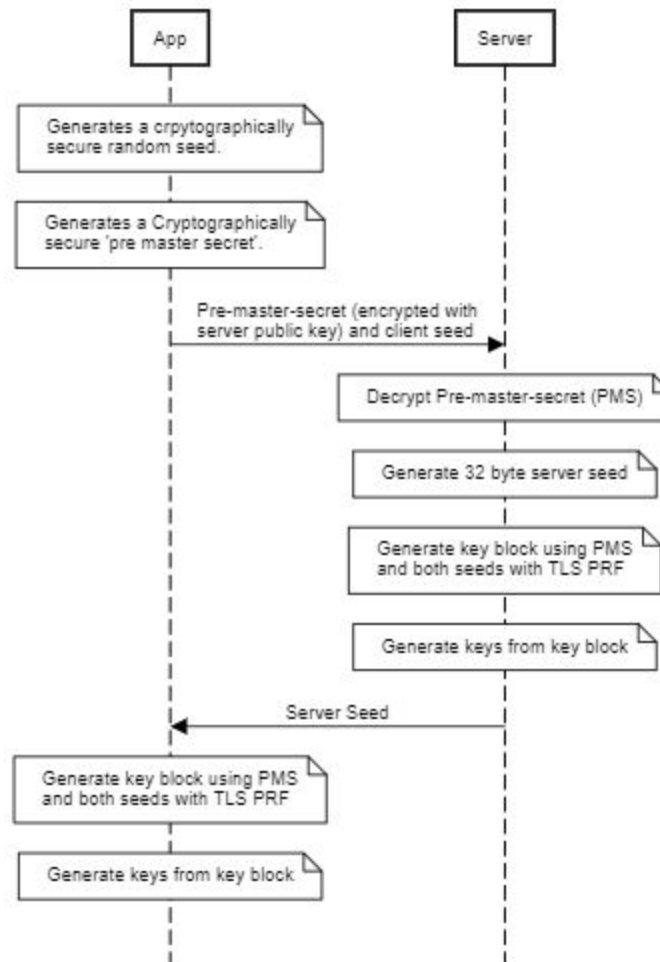 App
Server
Generates a crpytographically
secure random seed.
Generates a Cryptographically
secure 'pre master secret'.
Pre-master-secret (encrypted with
server public key) and client seed
Decrypt Pre-master-secret (PMS)
Generate 32 byte server seed
Generate key block using PMS
and both seeds with TLS PRF
Generate keys from key block
Server Seed
Generate key block using PMS
and both seeds with TLS PRF
Generate keys from key block